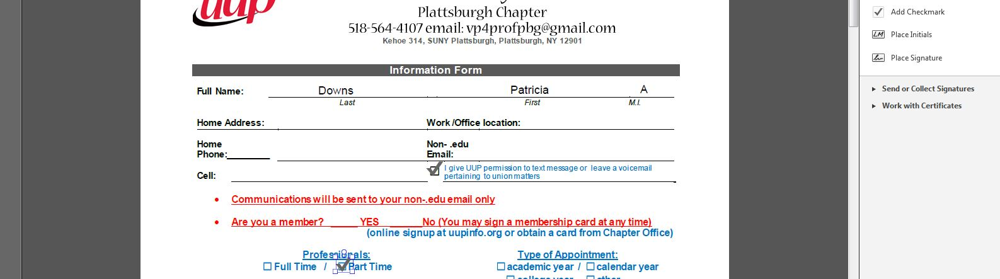 uup
Plattsburgh Chapter
518-564-4107 email: vp4profpbg@gmail.com
Kehoe 314, SUNY Plattsburgh, Plattsburgh, NY 12901
Information Form
Full Name: Downs Patricia A
Last First M.I.
Home Address: Work /Office location:
Home Non- .edu
Phone: Email:
I give UUP permission to text message or leave a voicemail
Cell: pertaining to union matters
Communications will be sent to your non-.edu email only
Are you a member? YES No (You may sign a membership card at any time)
(online signup at uupinfo.org or obtain a card from Chapter Office)
Professionals: Type of Appointment:
Full Time / Part Time academic year / calendar year
college year other
Add Checkmark
LM Place Initials
Place Signature
Send or Collect Signatures
Work with Certificates